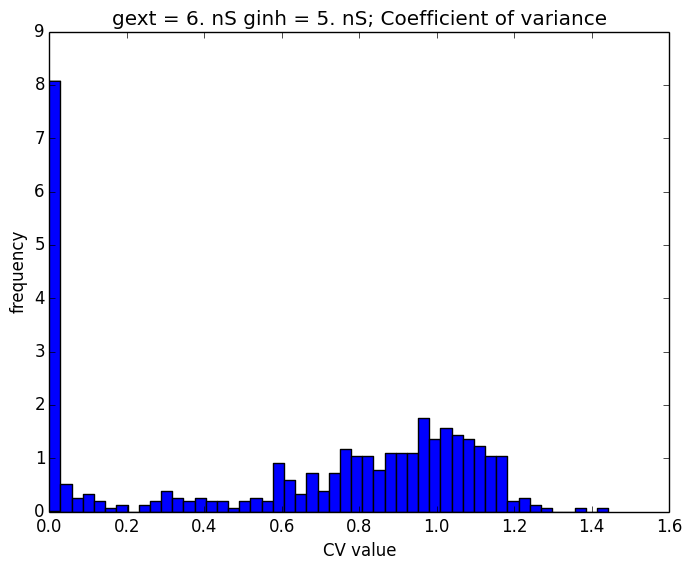 gext = 6. nS ginh = 5. nS; Coefficient of variance
9
8
7
6
5
4
3
2
1
0
frequency
0.0 0.2 0.4 0.6 0.8 1.0 1.2 1.4 1.6
CV value